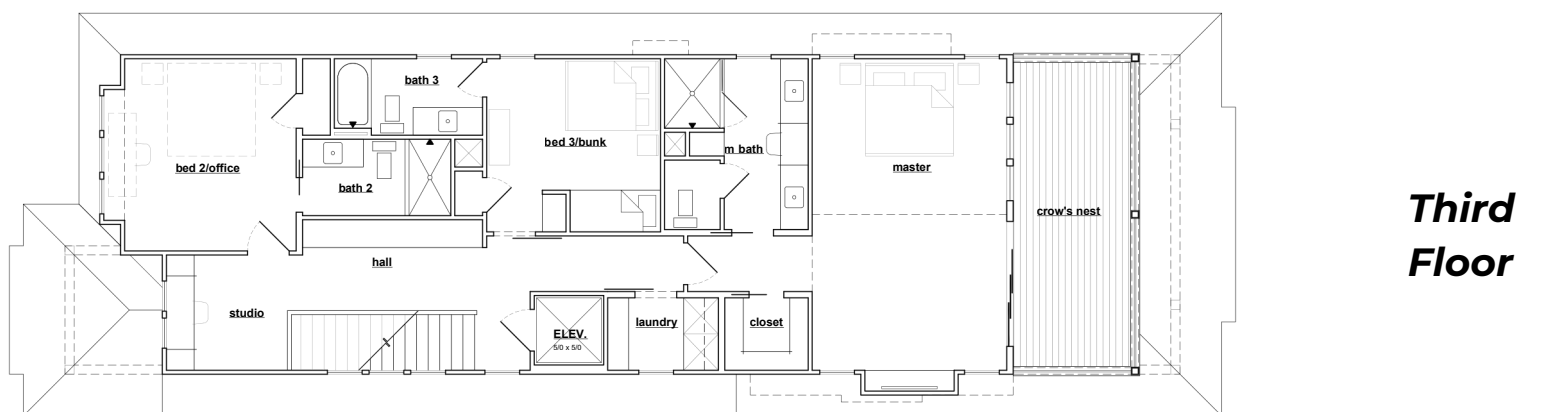 bath 3
bed 3/bunk
m bath
bed 2/office
master
bath 2
crow's nest
Third
Floor
hall
studio
laundry
closet
ELEV.
5/0 x 5/0